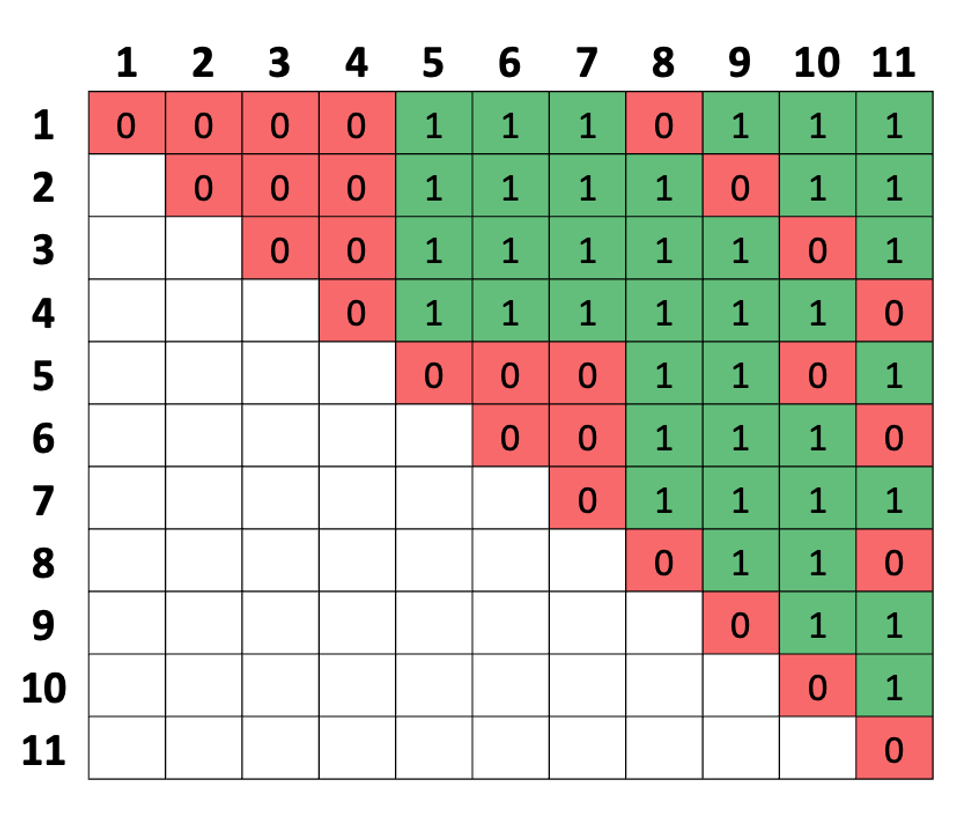 1 2 3 4 5 6 7 8 9 10 11
1 0 0 0 0 1 1 1 0 1 1 1
2 0 0 0 1 1 1 1 0 1 1
3 0 0 1 1 1 1 1 0 1
4 0 1 1 1 1 1 1 0
5 0 0 0 1 1 0 1
6 0 0 1 1 1 0
7 0 1 1 1 1
8 0 1 1 0
9 0 1 1
10 0 1
11 0